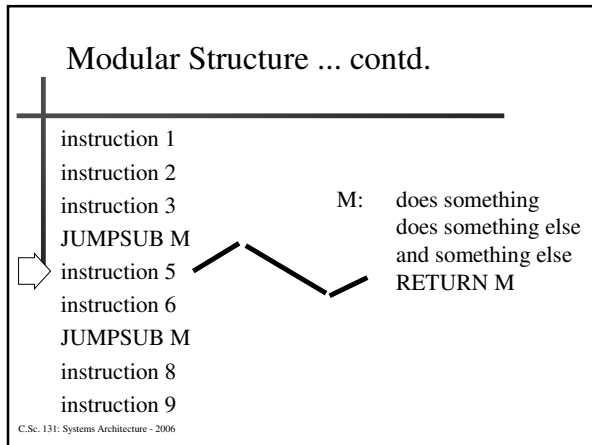 Modular Structure ... contd.
instruction 1
instruction 2
instruction 3
JUMPSUB M
instruction 5
instruction 6
JUMPSUB M
instruction 8
instruction 9
M: does something
does something else
and something else
RETURN M
C.Sc. 131: Systems Architecture - 2006